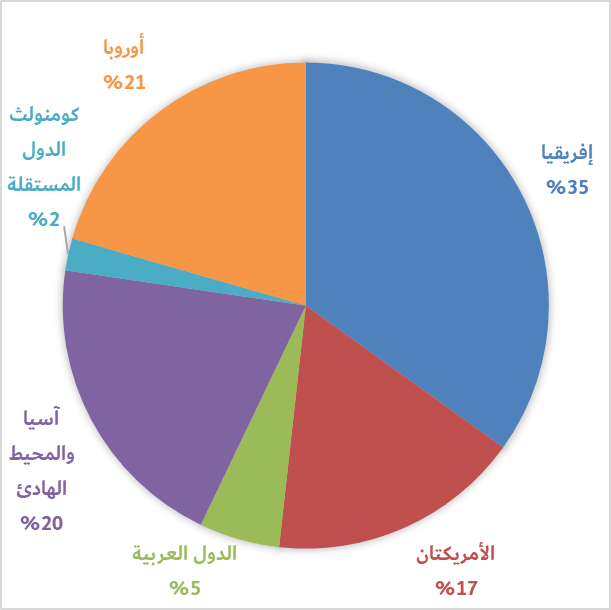 أوروبا
%21
كومنولث
الدول
المستقلة
%2
إفريقيا
%35
آسيا
والمحيط
الهادئ
%20
الدول العربية
%5
الأمريكتان
%17